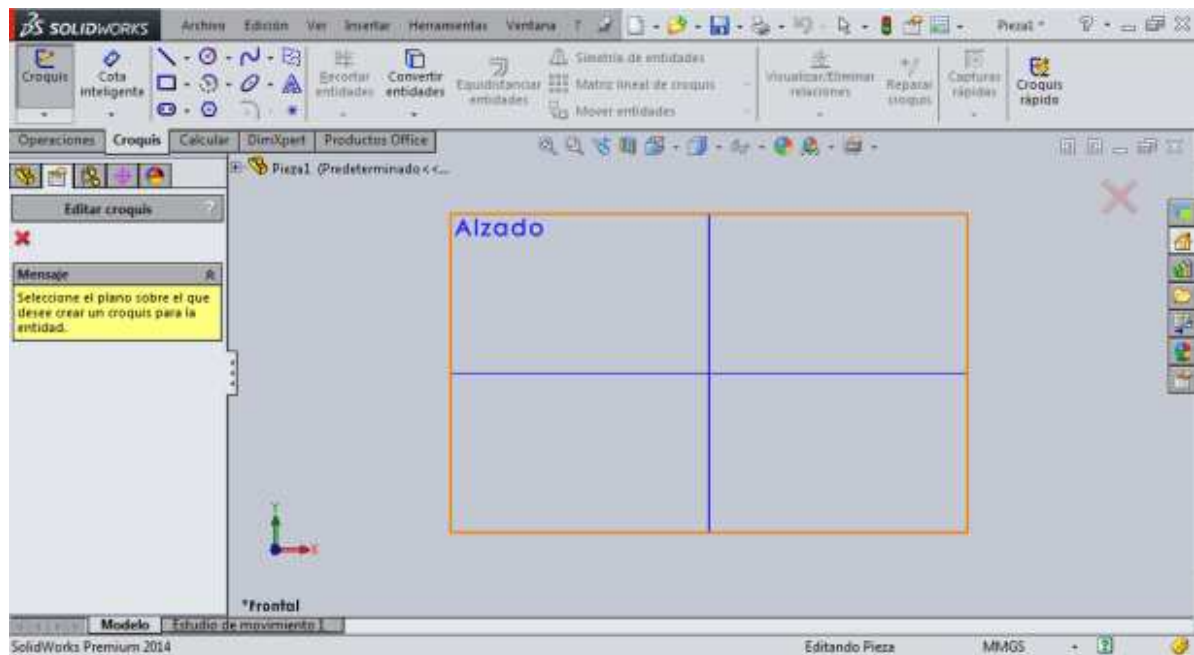 SOLIDWORKS Archivo Edición Ver Insertar Herramientas Ventana ? Pieza1 *
Croquis
Cota inteligente
Recortar entidades
Convertir entidades
Equidistanciar entidades
Simetría de entidades
Matriz lineal de croquis
Mover entidades
Visualizar/Eliminar relaciones
Reparar croquis
Capturas rápidas
Croquis rápido
Operaciones Croquis Calcular DimXpert Productos Office
Pieza1 (Predeterminado<<...
Editar croquis ?
Mensaje
Seleccione el plano sobre el que
desee crear un croquis para la
entidad.
Alzado
Y
X
*Frontal
Modelo Estudio de movimiento 1
SolidWorks Premium 2014 Editando Pieza MMGS